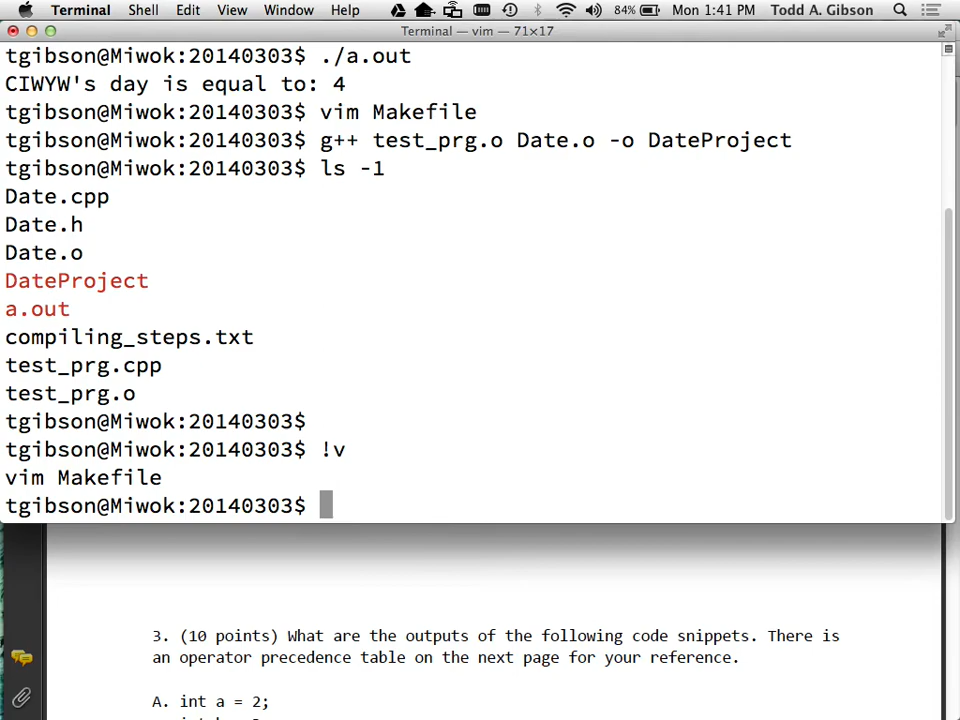 Terminal Shell Edit View Window Help 84% Mon 1:41 PM Todd A. Gibson
Terminal — vim — 71×17
tgibson@Miwok:20140303$ ./a.out
CIWYW's day is equal to: 4
tgibson@Miwok:20140303$ vim Makefile
tgibson@Miwok:20140303$ g++ test_prg.o Date.o -o DateProject
tgibson@Miwok:20140303$ ls -1
Date.cpp
Date.h
Date.o
DateProject
a.out
compiling_steps.txt
test_prg.cpp
test_prg.o
tgibson@Miwok:20140303$
tgibson@Miwok:20140303$ !v
vim Makefile
tgibson@Miwok:20140303$
3. (10 points) What are the outputs of the following code snippets. There is
an operator precedence table on the next page for your reference.
A. int a = 2;